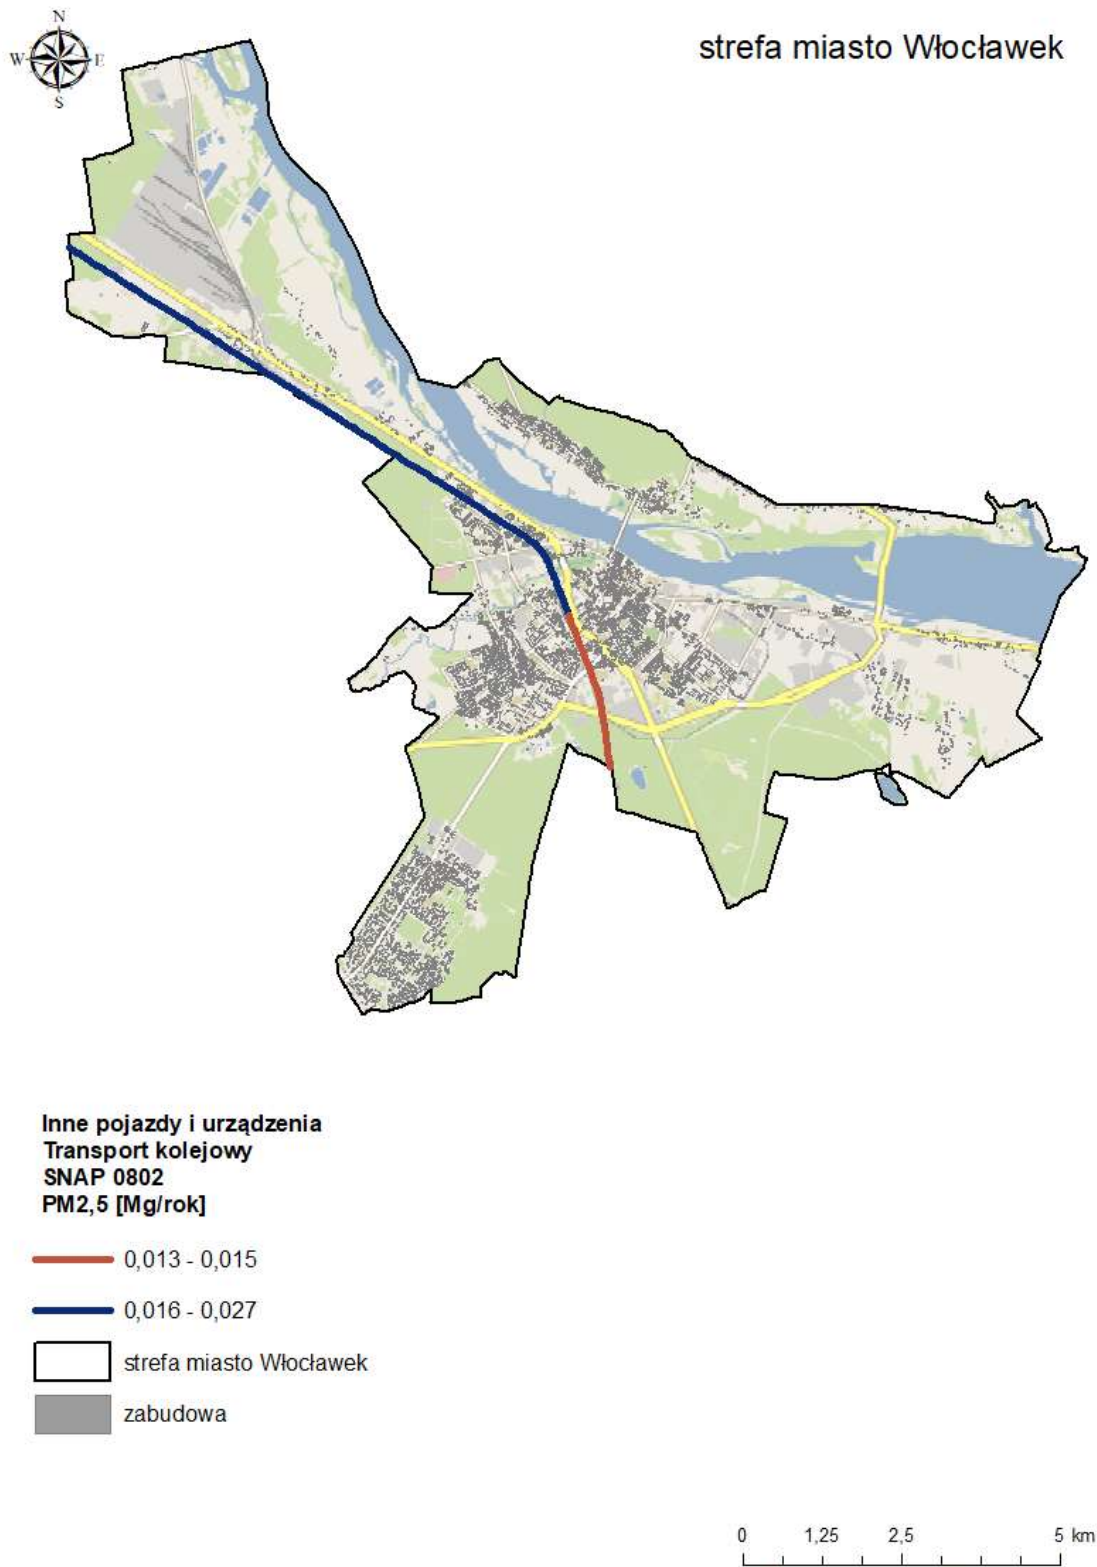 N
W E
S
strefa miasto Włocławek
Inne pojazdy i urządzenia
Transport kolejowy
SNAP 0802
PM2,5 [Mg/rok]
0,013 - 0,015
0,016 - 0,027
strefa miasto Włocławek
zabudowa
0 1,25 2,5 5 km